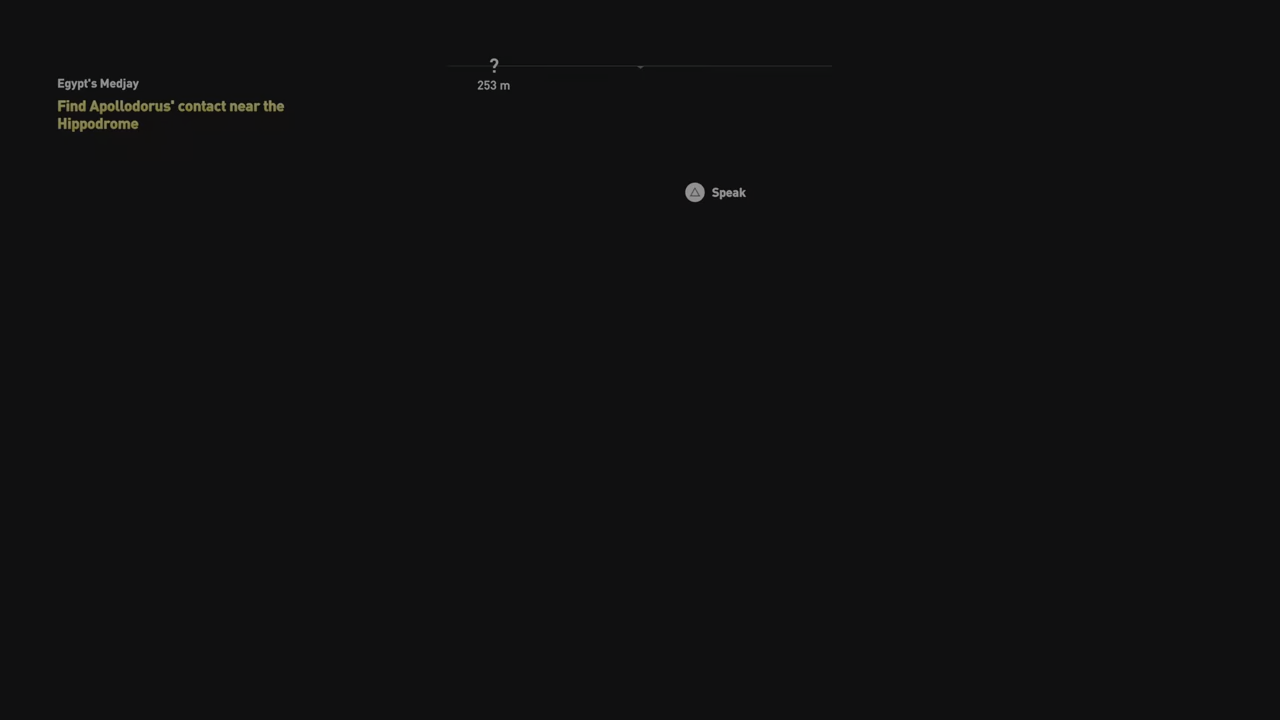 ?
253 m
Egypt's Medjay
Find Apollodorus' contact near the
Hippodrome
Speak